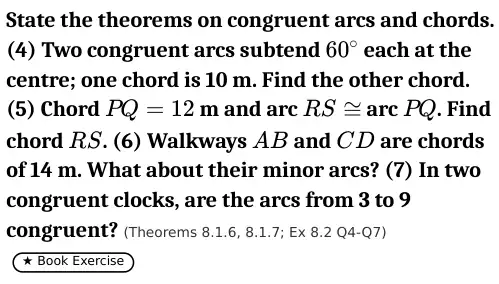 State the theorems on congruent arcs and chords.
(4) Two congruent arcs subtend 60° each at the
centre; one chord is 10 m. Find the other chord.
(5) Chord PQ = 12 m and arc RS ≅ arc PQ. Find
chord RS. (6) Walkways AB and CD are chords
of 14 m. What about their minor arcs? (7) In two
congruent clocks, are the arcs from 3 to 9
congruent? (Theorems 8.1.6, 8.1.7; Ex 8.2 Q4-Q7)
★ Book Exercise